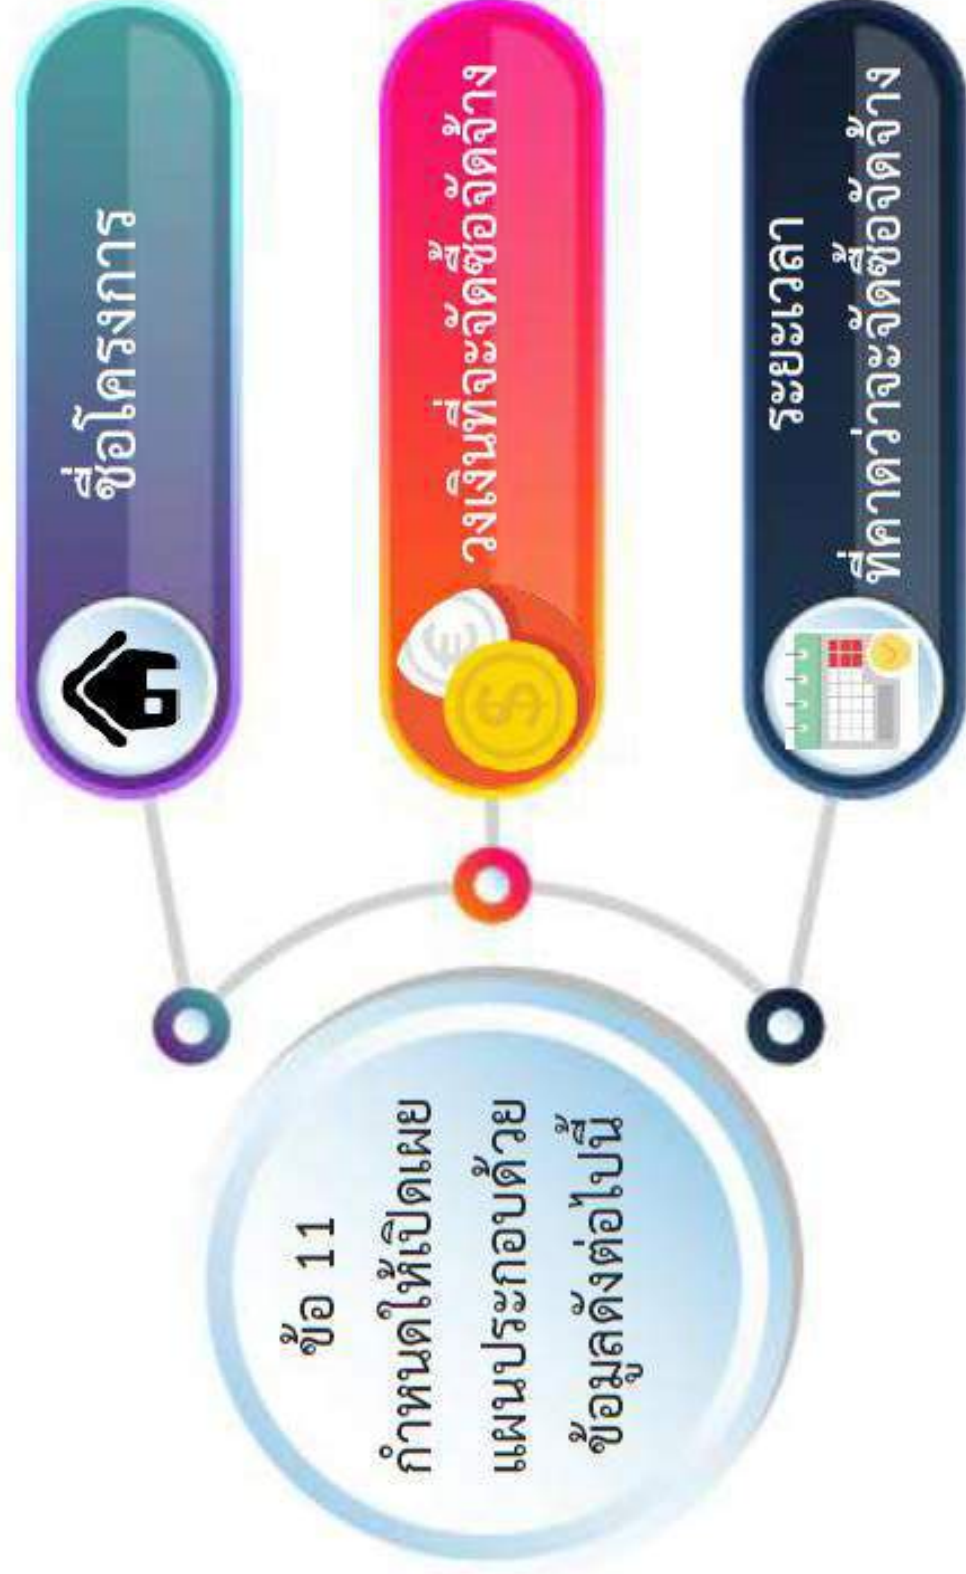 ข้อ 11
กำหนดให้เปิดเผย
แผนประกอบด้วย
ข้อมูลดังต่อไปนี้
ชื่อโครงการ
วงเงินที่จะจัดซื้อจัดจ้าง
ระยะเวลา
ที่คาดว่าจะจัดซื้อจัดจ้าง